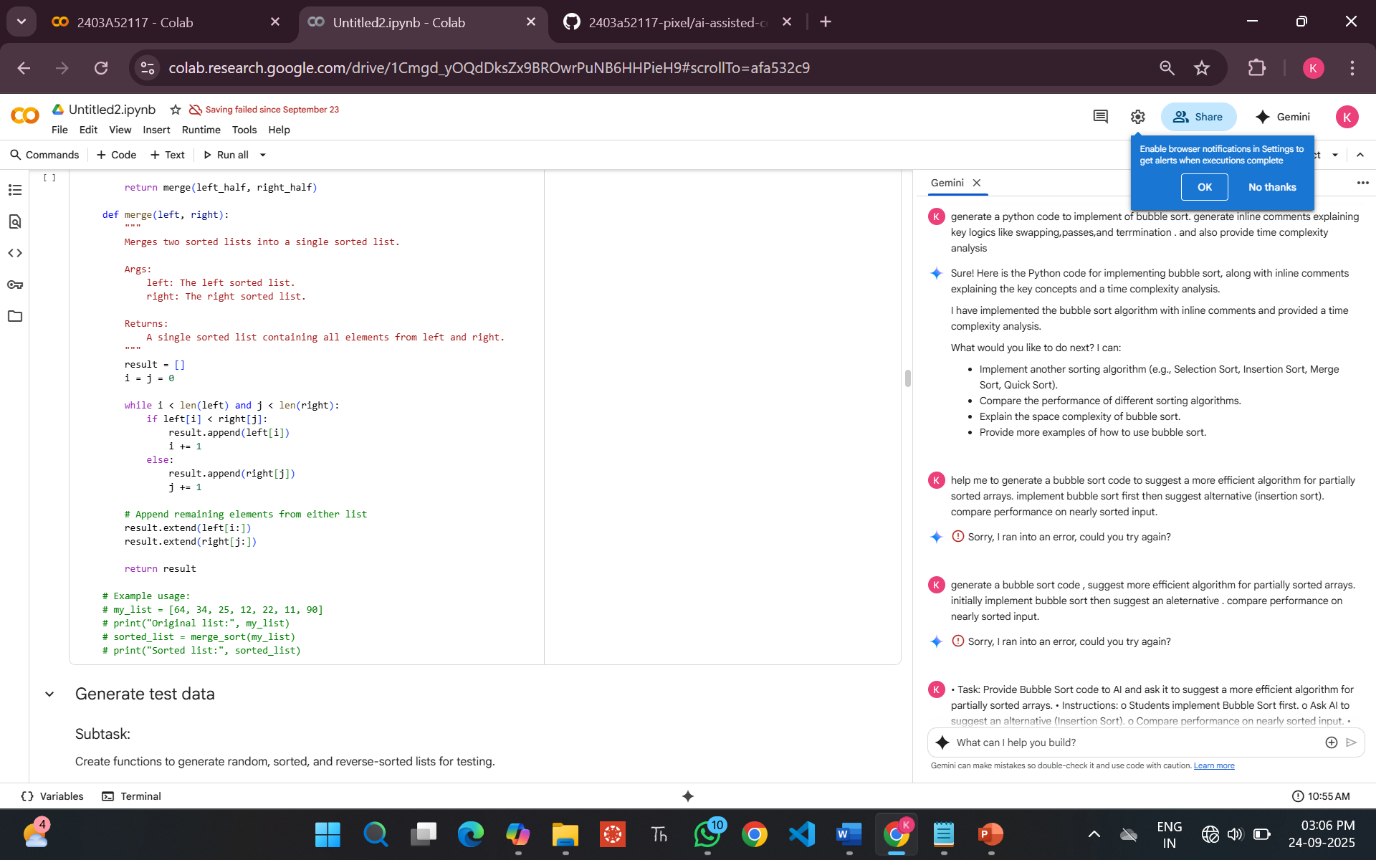 2403A52117 - Colab
Untitled2.ipynb - Colab
2403a52117-pixel/ai-assisted-c
colab.research.google.com/drive/1Cmgd_yOQdDksZx9BROwrPuNB6HHPieH9#scrollTo=afa532c9
K
Untitled2.ipynb
Saving failed since September 23
File Edit View Insert Runtime Tools Help
Share
Gemini
K
Commands + Code + Text Run all
Enable browser notifications in Settings to
get alerts when executions complete
OK No thanks
[ ]
return merge(left_half, right_half)
def merge(left, right):
"""
Merges two sorted lists into a single sorted list.
Args:
left: The left sorted list.
right: The right sorted list.
Returns:
A single sorted list containing all elements from left and right.
"""
result = []
i = j = 0
while i < len(left) and j < len(right):
if left[i] < right[j]:
result.append(left[i])
i += 1
else:
result.append(right[j])
j += 1
# Append remaining elements from either list
result.extend(left[i:])
result.extend(right[j:])
return result
# Example usage:
# my_list = [64, 34, 25, 12, 22, 11, 90]
# print("Original list:", my_list)
# sorted_list = merge_sort(my_list)
# print("Sorted list:", sorted_list)
Generate test data
Subtask:
Create functions to generate random, sorted, and reverse-sorted lists for testing.
Gemini
K
generate a python code to implement of bubble sort. generate inline comments explaining
key logics like swapping,passes,and terrmination . and also provide time complexity
analysis
Sure! Here is the Python code for implementing bubble sort, along with inline comments
explaining the key concepts and a time complexity analysis.
I have implemented the bubble sort algorithm with inline comments and provided a time
complexity analysis.
What would you like to do next? I can:
• Implement another sorting algorithm (e.g., Selection Sort, Insertion Sort, Merge
Sort, Quick Sort).
• Compare the performance of different sorting algorithms.
• Explain the space complexity of bubble sort.
• Provide more examples of how to use bubble sort.
K
help me to generate a bubble sort code to suggest a more efficient algorithm for partially
sorted arrays. implement bubble sort first then suggest alternative (insertion sort).
compare performance on nearly sorted input.
Sorry, I ran into an error, could you try again?
K
generate a bubble sort code , suggest more efficient algorithm for partially sorted arrays.
initially implement bubble sort then suggest an aleternative . compare performance on
nearly sorted input.
Sorry, I ran into an error, could you try again?
K
• Task: Provide Bubble Sort code to AI and ask it to suggest a more efficient algorithm for
partially sorted arrays. • Instructions: o Students implement Bubble Sort first. o Ask AI to
suggest an alternative (Insertion Sort). o Compare performance on nearly sorted input. •
What can I help you build?
Gemini can make mistakes so double-check it and use code with caution. Learn more
Variables
Terminal
10:55 AM
4
10
K
ENG
IN
03:06 PM
24-09-2025